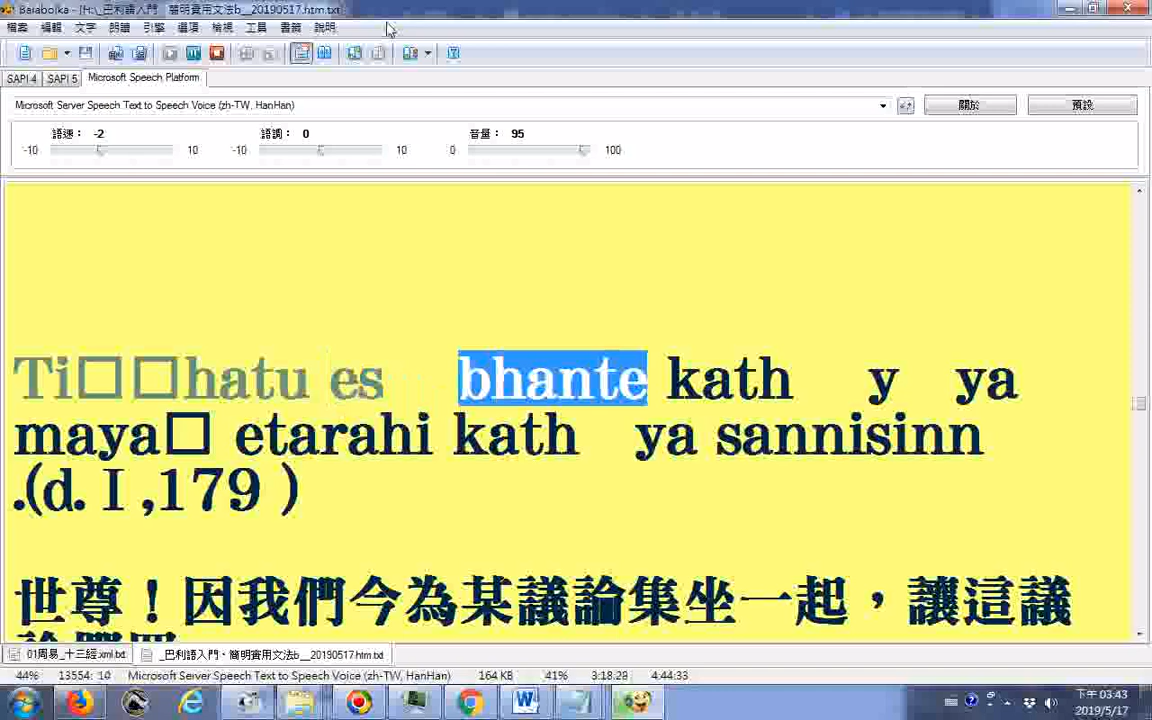 Balabolka - [H:\_巴利語入門‧簡明實用文法b__20190517.htm.txt]
檔案 編輯 文字 朗讀 引擎 選項 檢視 工具 書籤 說明
SAPI 4 SAPI 5 Microsoft Speech Platform
Microsoft Server Speech Text to Speech Voice (zh-TW, HanHan) 關於 預設
語速： -2 語調： 0 音量： 95
-10 10 -10 10 0 100
Ti□□hatu es bhante kath y ya
maya□ etarahi kath ya sannisinn
.(d.Ⅰ,179 )
世尊！因我們今為某議論集坐一起，讓這議
01周易_十三經.xml.txt _巴利語入門‧簡明實用文法b__20190517.htm.txt
44% 13554: 10 Microsoft Server Speech Text to Speech Voice (zh-TW, HanHan) 164 KB 41% 3:18:28 4:44:33
下午 03:43
2019/5/17